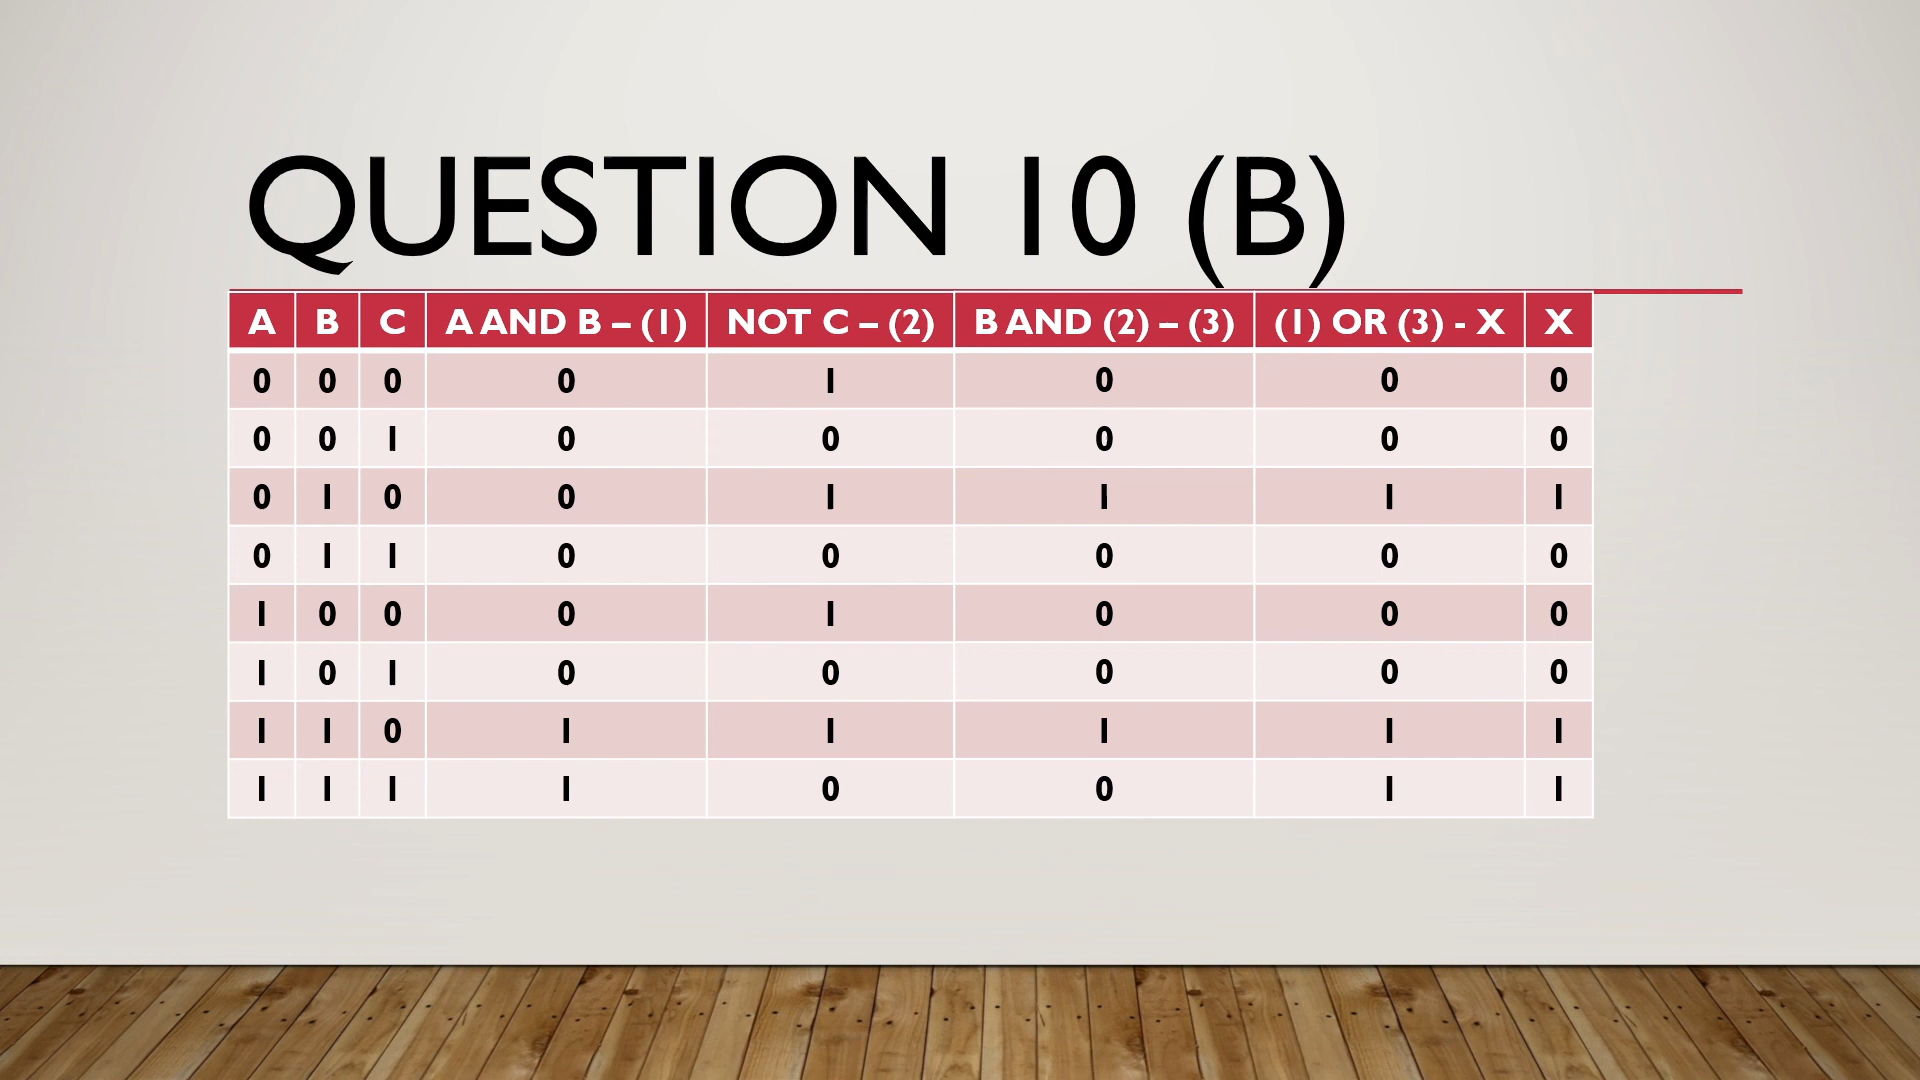 QUESTION 10 (B)
A B C A AND B – (1) NOT C – (2) B AND (2) – (3) (1) OR (3) - X X
0 0 0 0 1 0 0 0
0 0 1 0 0 0 0 0
0 1 0 0 1 1 1 1
0 1 1 0 0 0 0 0
1 0 0 0 1 0 0 0
1 0 1 0 0 0 0 0
1 1 0 1 1 1 1 1
1 1 1 1 0 0 1 1